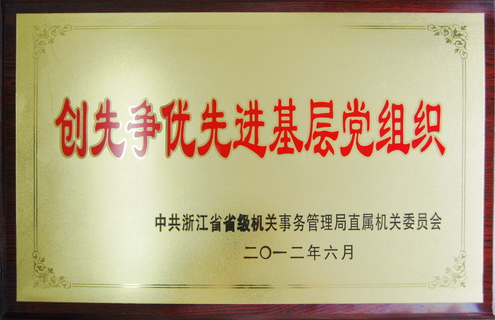 创先争优先进基层党组织
中共浙江省省级机关事务管理局直属机关委员会
二〇一二年六月